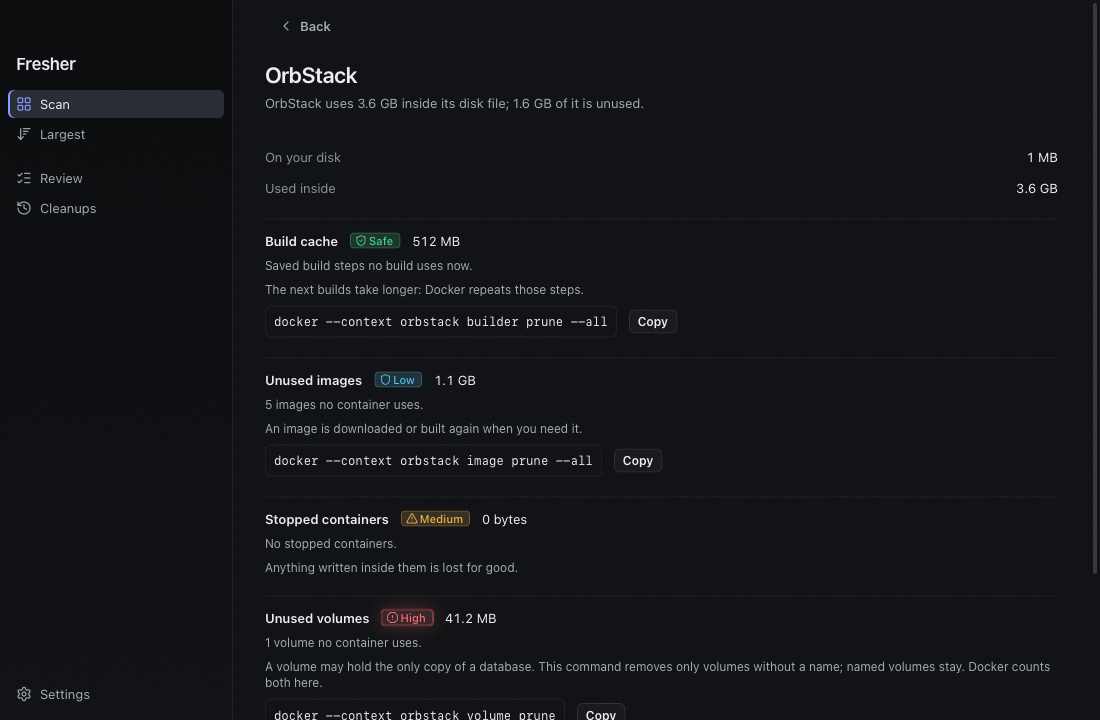 Back
Fresher
Scan
Largest
Review
Cleanups
Settings
OrbStack
OrbStack uses 3.6 GB inside its disk file; 1.6 GB of it is unused.
On your disk 1 MB
Used inside 3.6 GB
Build cache Safe 512 MB
Saved build steps no build uses now.
The next builds take longer: Docker repeats those steps.
docker --context orbstack builder prune --all Copy
Unused images Low 1.1 GB
5 images no container uses.
An image is downloaded or built again when you need it.
docker --context orbstack image prune --all Copy
Stopped containers Medium 0 bytes
No stopped containers.
Anything written inside them is lost for good.
Unused volumes High 41.2 MB
1 volume no container uses.
A volume may hold the only copy of a database. This command removes only volumes without a name; named volumes stay. Docker counts
both here.
docker --context orbstack volume prune Copy